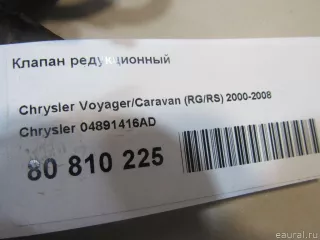 Клапан редукционный
Chrysler Voyager/Caravan (RG/RS) 2000-2008
Chrysler 04891416AD
80 810 225
eaural.ru